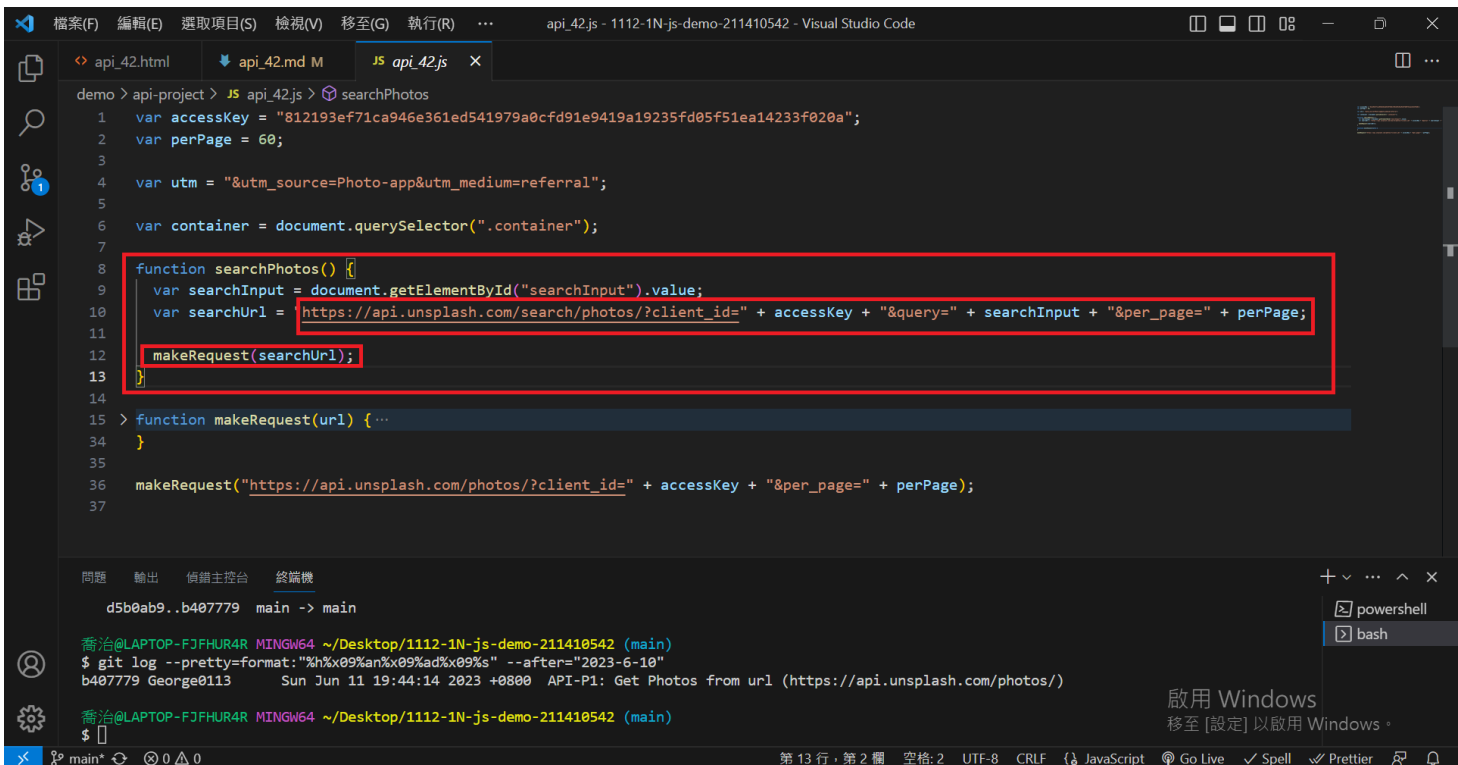 檔案(F) 編輯(E) 選取項目(S) 檢視(V) 移至(G) 執行(R) ··· api_42.js - 1112-1N-js-demo-211410542 - Visual Studio Code
<> api_42.html api_42.md M JS api_42.js ×
demo > api-project > JS api_42.js > searchPhotos
1 var accessKey = "812193ef71ca946e361ed541979a0cfd91e9419a19235fd05f51ea14233f020a";
2 var perPage = 60;
3
4 var utm = "&utm_source=Photo-app&utm_medium=referral";
5
6 var container = document.querySelector(".container");
7
8 function searchPhotos() {
9 var searchInput = document.getElementById("searchInput").value;
10 var searchUrl = "https://api.unsplash.com/search/photos/?client_id=" + accessKey + "&query=" + searchInput + "&per_page=" + perPage;
11
12 makeRequest(searchUrl);
13 }
14
15 > function makeRequest(url) {···
34 }
35
36 makeRequest("https://api.unsplash.com/photos/?client_id=" + accessKey + "&per_page=" + perPage);
37
問題 輸出 偵錯主控台 終端機
d5b0ab9..b407779 main -> main
powershell
喬治@LAPTOP-FJFHUR4R MINGW64 ~/Desktop/1112-1N-js-demo-211410542 (main)
bash
$ git log --pretty=format:"%h%x09%an%x09%ad%x09%s" --after="2023-6-10"
b407779 George0113 Sun Jun 11 19:44:14 2023 +0800 API-P1: Get Photos from url (https://api.unsplash.com/photos/)
啟用 Windows
喬治@LAPTOP-FJFHUR4R MINGW64 ~/Desktop/1112-1N-js-demo-211410542 (main)
移至 [設定] 以啟用 Windows。
$
1
main* 0 0 第 13 行，第 2 欄 空格: 2 UTF-8 CRLF {} JavaScript Go Live Spell Prettier